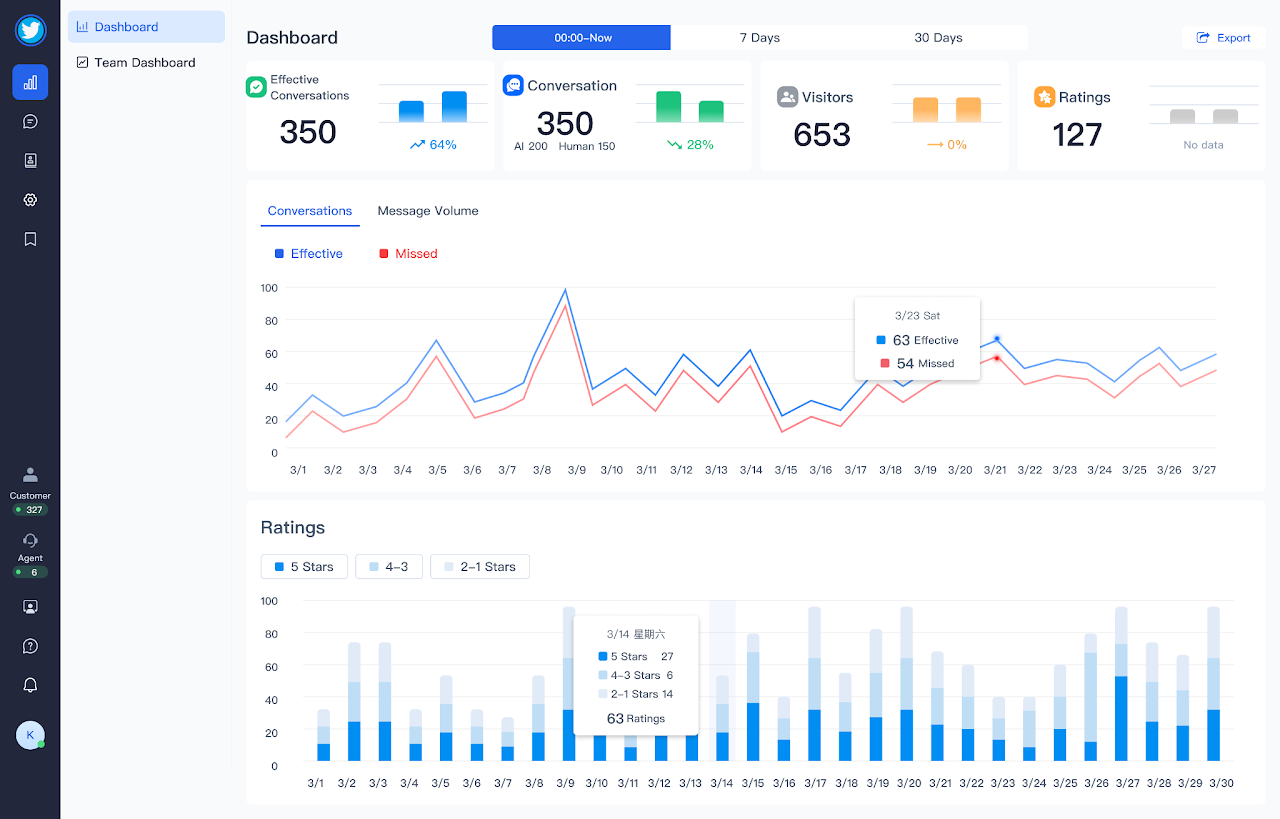 Dashboard
Team Dashboard
Customer
327
Agent
6
K
Dashboard
00:00–Now
7 Days
30 Days
Export
Effective
Conversations
350
64%
Conversation
350
AI 200 Human 150
28%
Visitors
653
0%
Ratings
127
No data
Conversations
Message Volume
Effective
Missed
100
80
60
40
20
0
3/23 Sat
63 Effective
54 Missed
3/1 3/2 3/3 3/4 3/5 3/6 3/7 3/8 3/9 3/10 3/11 3/12 3/13 3/14 3/15 3/16 3/17 3/18 3/19 3/20 3/21 3/22 3/23 3/24 3/25 3/26 3/27
Ratings
5 Stars
4–3
2–1 Stars
100
80
60
40
20
0
3/14 星期六
5 Stars 27
4–3 Stars 6
2–1 Stars 14
63 Ratings
3/1 3/2 3/3 3/4 3/5 3/6 3/7 3/8 3/9 3/10 3/11 3/12 3/13 3/14 3/15 3/16 3/17 3/18 3/19 3/20 3/21 3/22 3/23 3/24 3/25 3/26 3/27 3/28 3/29 3/30